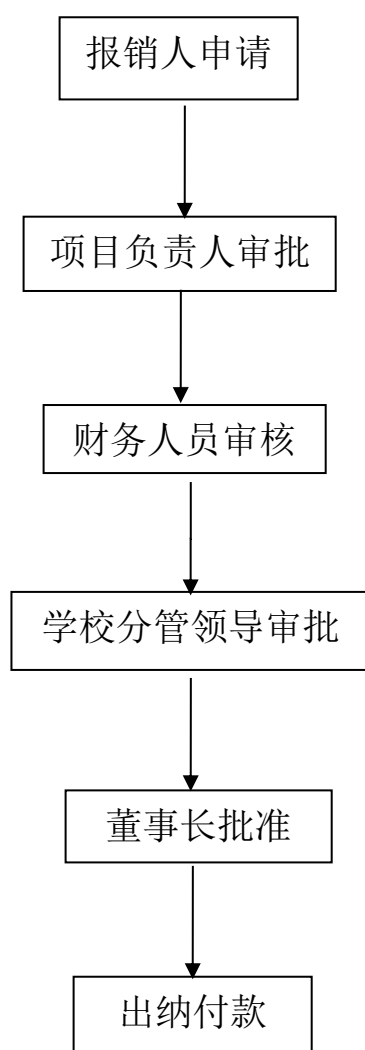 报销人申请
项目负责人审批
财务人员审核
学校分管领导审批
董事长批准
出纳付款